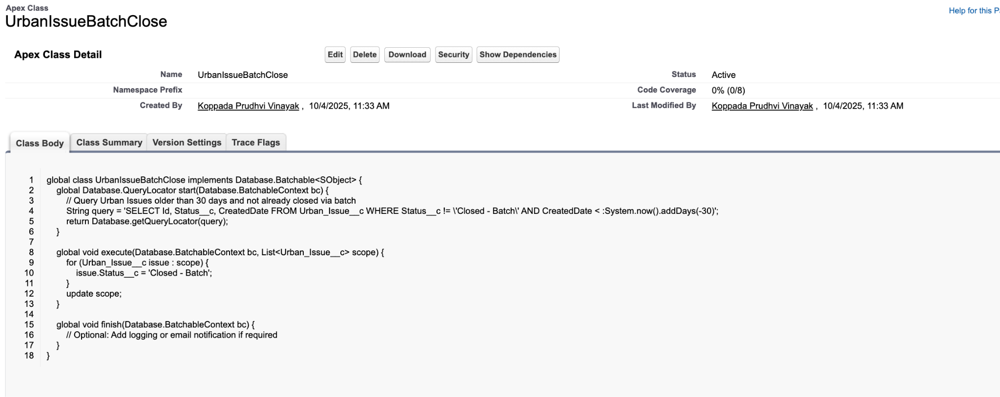 Apex Class
UrbanIssueBatchClose
Help for this
Apex Class Detail
Edit
Delete
Download
Security
Show Dependencies
Name
UrbanIssueBatchClose
Status
Active
Namespace Prefix
Code Coverage
0% (0/8)
Created By
Koppada Prudhvi Vinayak , 10/4/2025, 11:33 AM
Last Modified By
Koppada Prudhvi Vinayak , 10/4/2025, 11:33 AM
Class Body
Class Summary
Version Settings
Trace Flags
1 global class UrbanIssueBatchClose implements Database.Batchable<SObject> {
2 global Database.QueryLocator start(Database.BatchableContext bc) {
3 // Query Urban Issues older than 30 days and not already closed via batch
4 String query = 'SELECT Id, Status__c, CreatedDate FROM Urban_Issue__c WHERE Status__c != \'Closed - Batch\' AND CreatedDate < :System.now().addDays(-30)';
5 return Database.getQueryLocator(query);
6 }
7
8 global void execute(Database.BatchableContext bc, List<Urban_Issue__c> scope) {
9 for (Urban_Issue__c issue : scope) {
10 issue.Status__c = 'Closed - Batch';
11 }
12 update scope;
13 }
14
15 global void finish(Database.BatchableContext bc) {
16 // Optional: Add logging or email notification if required
17 }
18 }